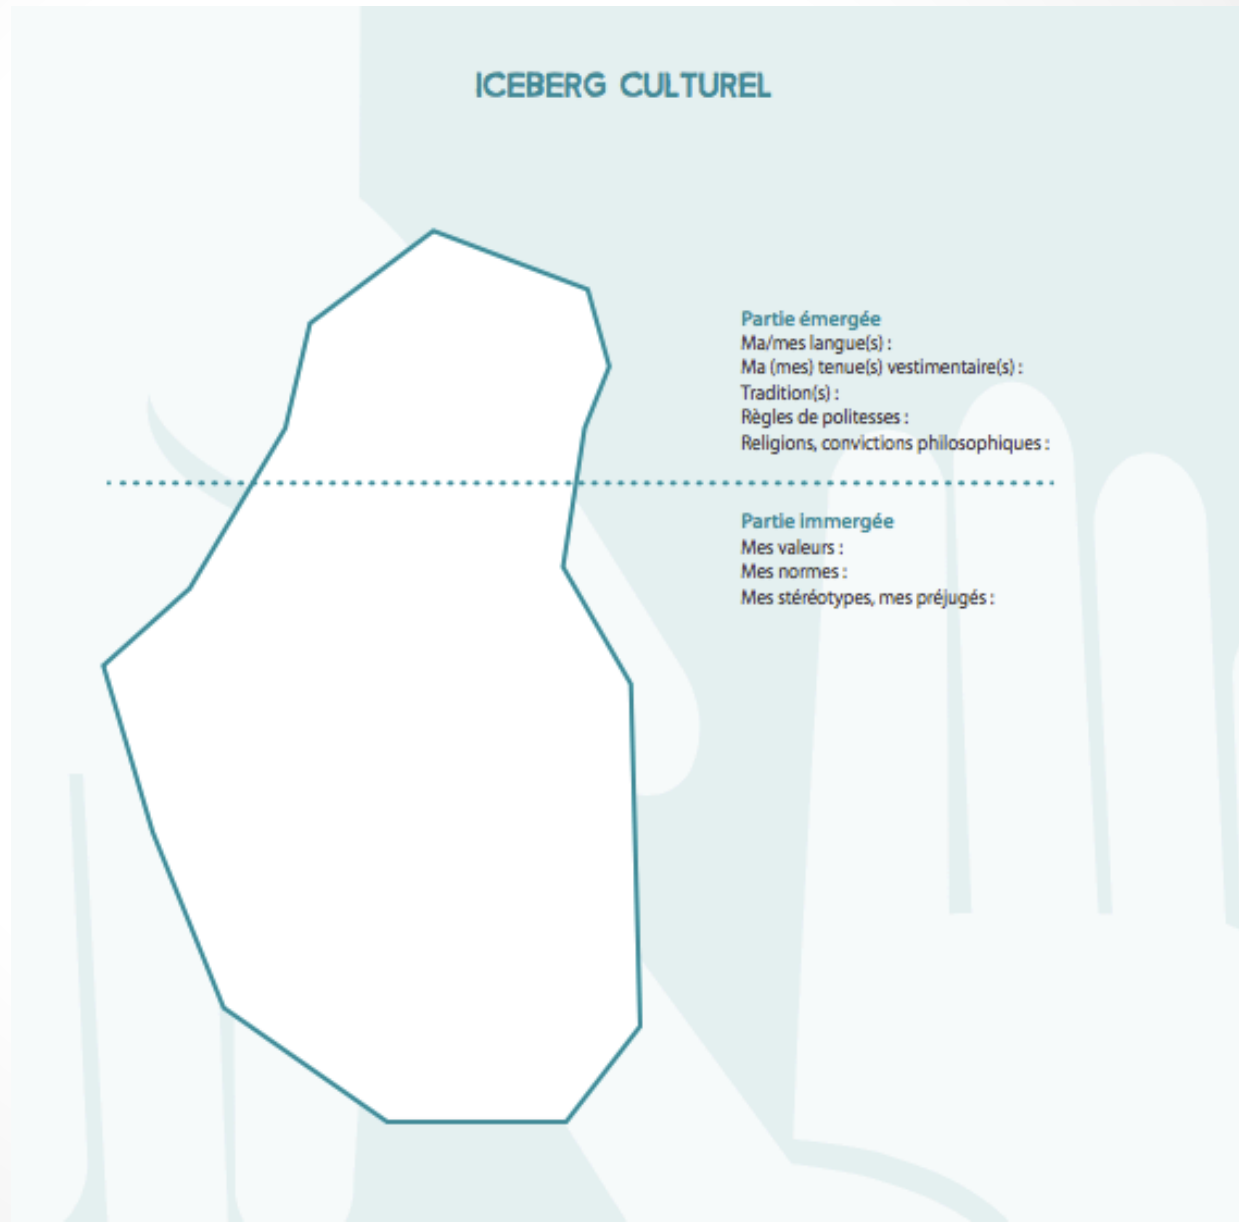 ICEBERG CULTUREL
Partie émergée
Ma/mes langue(s) :
Ma (mes) tenue(s) vestimentaire(s) :
Tradition(s) :
Règles de politesses :
Religions, convictions philosophiques :
Partie immergée
Mes valeurs :
Mes normes :
Mes stéréotypes, mes préjugés :